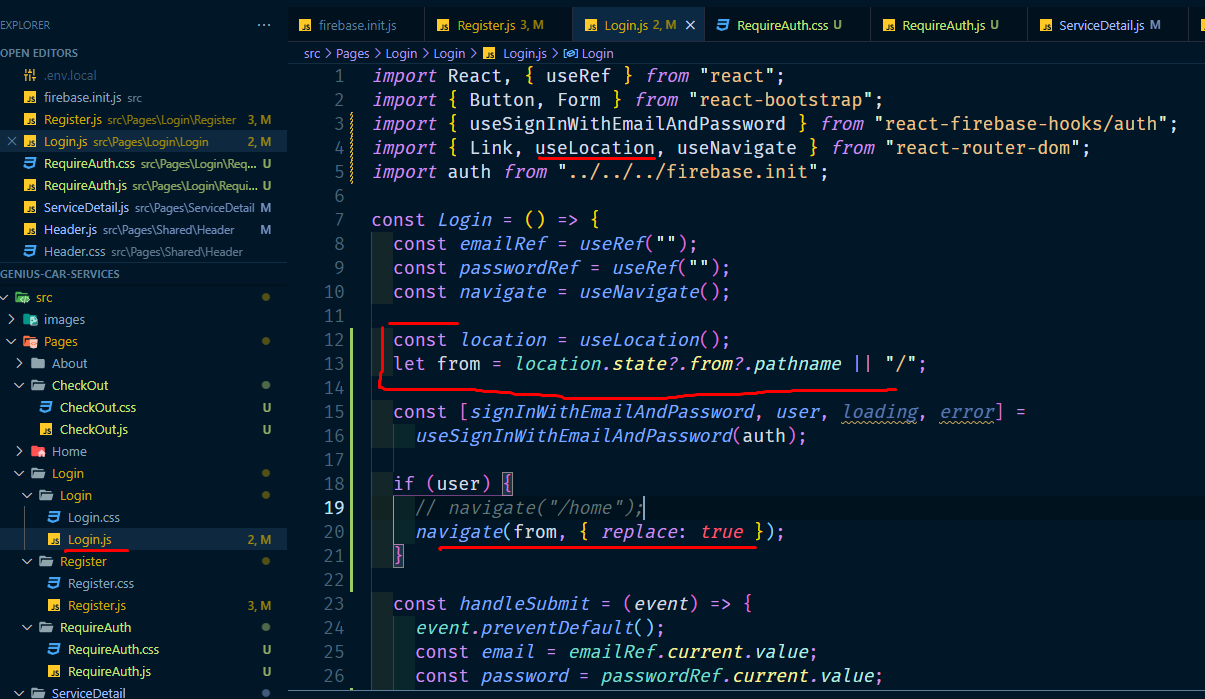 EXPLORER
...
OPEN EDITORS
.env.local
firebase.init.js src
Register.js src\Pages\Login\Register 3, M
Login.js src\Pages\Login\Login 2, M
RequireAuth.css src\Pages\Login\Req... U
RequireAuth.js src\Pages\Login\Requi... U
ServiceDetail.js src\Pages\ServiceDetail M
Header.js src\Pages\Shared\Header M
Header.css src\Pages\Shared\Header
GENIUS-CAR-SERVICES
src
images
Pages
About
CheckOut
CheckOut.css U
CheckOut.js U
Home
Login
Login
Login.css
Login.js 2, M
Register
Register.css
Register.js 3, M
RequireAuth
RequireAuth.css U
RequireAuth.js U
ServiceDetail
JS firebase.init.js
JS Register.js 3, M
JS Login.js 2, M
RequireAuth.css U
JS RequireAuth.js U
JS ServiceDetail.js M
src > Pages > Login > Login > JS Login.js > Login
1 import React, { useRef } from "react";
2 import { Button, Form } from "react-bootstrap";
3 import { useSignInWithEmailAndPassword } from "react-firebase-hooks/auth";
4 import { Link, useLocation, useNavigate } from "react-router-dom";
5 import auth from "../../../firebase.init";
6
7 const Login = () => {
8 const emailRef = useRef("");
9 const passwordRef = useRef("");
10 const navigate = useNavigate();
11
12 const location = useLocation();
13 let from = location.state?.from?.pathname || "/";
14
15 const [signInWithEmailAndPassword, user, loading, error] =
16 useSignInWithEmailAndPassword(auth);
17
18 if (user) {
19 // navigate("/home");
20 navigate(from, { replace: true });
21 }
22
23 const handleSubmit = (event) => {
24 event.preventDefault();
25 const email = emailRef.current.value;
26 const password = passwordRef.current.value;